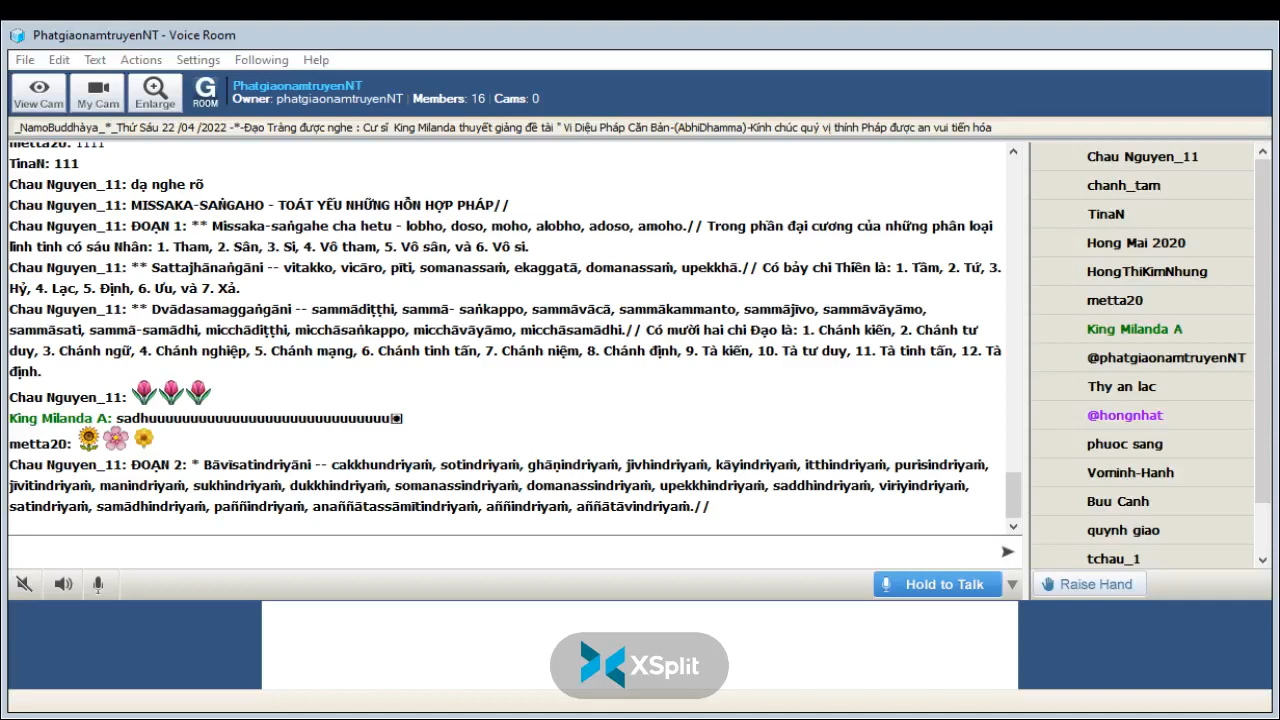 PhatgiaonamtruyenNT - Voice Room
File Edit Text Actions Settings Following Help
View Cam
My Cam
Enlarge
G ROOM
PhatgiaonamtruyenNT
Owner: phatgiaonamtruyenNT | Members: 16 | Cams: 0
_NamoBuddhàya_*_Thứ Sáu 22 /04 /2022 -*-Đạo Tràng được nghe : Cư sĩ King Milanda thuyết giảng đề tài " Vi Diệu Pháp Căn Bản-(AbhiDhamma)-Kính chúc quý vị thính Pháp được an vui tiến hóa
metta20: 1111
TinaN: 111
Chau Nguyen_11: dạ nghe rõ
Chau Nguyen_11: MISSAKA-SAṄGAHO - TOÁT YẾU NHỮNG HỖN HỢP PHÁP//
Chau Nguyen_11: ĐOẠN 1: ** Missaka-saṅgahe cha hetu - lobho, doso, moho, alobho, adoso, amoho.// Trong phần đại cương của những phân loại
linh tinh có sáu Nhân: 1. Tham, 2. Sân, 3. Si, 4. Vô tham, 5. Vô sân, và 6. Vô si.
Chau Nguyen_11: ** Sattajhānaṅgāni -- vitakko, vicāro, pīti, somanassaṁ, ekaggatā, domanassaṁ, upekkhā.// Có bảy chi Thiền là: 1. Tầm, 2. Tứ, 3.
Hỷ, 4. Lạc, 5. Định, 6. Ưu, và 7. Xả.
Chau Nguyen_11: ** Dvādasamaggaṅgāni -- sammādiṭṭhi, sammā- saṅkappo, sammāvācā, sammākammanto, sammājīvo, sammāvāyāmo,
sammāsati, sammā-samādhi, micchādiṭṭhi, micchāsaṅkappo, micchāvāyāmo, micchāsamādhi.// Có mười hai chi Đạo là: 1. Chánh kiến, 2. Chánh tư
duy, 3. Chánh ngữ, 4. Chánh nghiệp, 5. Chánh mạng, 6. Chánh tinh tấn, 7. Chánh niệm, 8. Chánh định, 9. Tà kiến, 10. Tà tư duy, 11. Tà tinh tấn, 12. Tà
định.
Chau Nguyen_11:
King Milanda A: sadhuuuuuuuuuuuuuuuuuuuuuuuuuuuuu
metta20:
Chau Nguyen_11: ĐOẠN 2: * Bāvīsatindriyāni -- cakkhundriyaṁ, sotindriyaṁ, ghāṇindriyaṁ, jivhindriyaṁ, kāyindriyaṁ, itthindriyaṁ, purisindriyaṁ,
jīvitindriyaṁ, manindriyaṁ, sukhindriyaṁ, dukkhindriyaṁ, somanassindriyaṁ, domanassindriyaṁ, upekkhindriyaṁ, saddhindriyaṁ, viriyindriyaṁ,
satindriyaṁ, samādhindriyaṁ, paññindriyaṁ, anaññātassāmītindriyaṁ, aññindriyaṁ, aññātāvindriyaṁ.//
Chau Nguyen_11
chanh_tam
TinaN
Hong Mai 2020
HongThiKimNhung
metta20
King Milanda A
@phatgiaonamtruyenNT
Thy an lac
@hongnhat
phuoc sang
Vominh-Hanh
Buu Canh
quynh giao
tchau_1
Hold to Talk
Raise Hand
XSplit